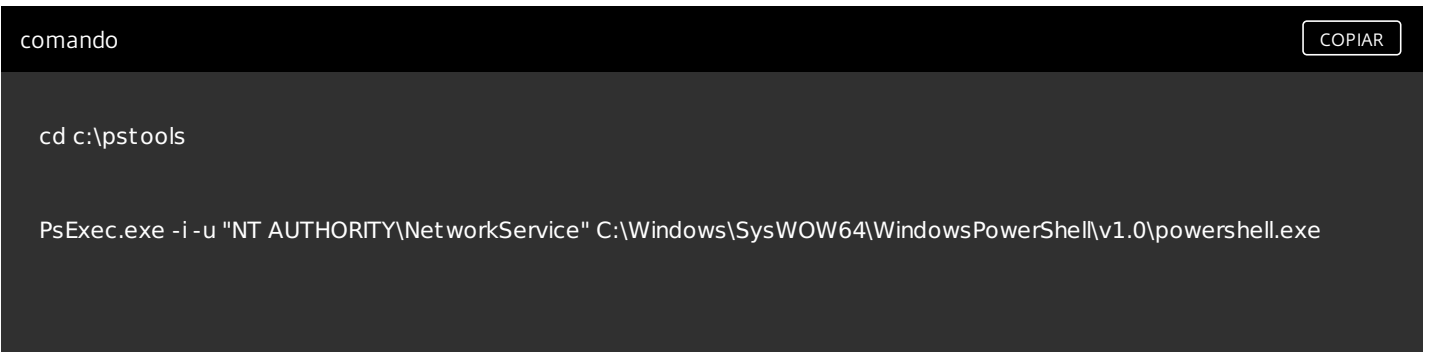 comando
COPIAR
cd c:\pstools
PsExec.exe -i -u "NT AUTHORITY\NetworkService" C:\Windows\SysWOW64\WindowsPowerShell\v1.0\powershell.exe